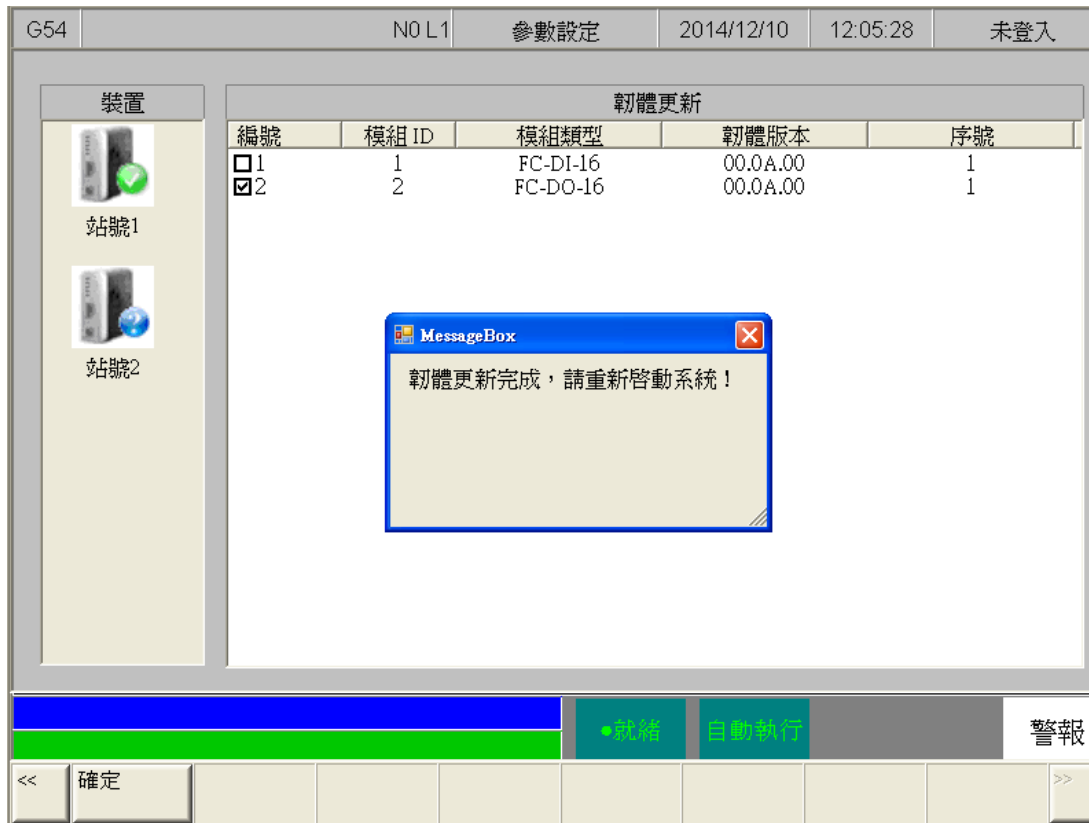 G54 N0 L1 參數設定 2014/12/10 12:05:28 未登入
裝置
站號1
站號2
韌體更新
編號 模組 ID 模組類型 韌體版本 序號
1 1 FC-DI-16 00.0A.00 1
2 2 FC-DO-16 00.0A.00 1
MessageBox
韌體更新完成，請重新啓動系統！
●就緒 自動執行 警報
<< 確定 >>